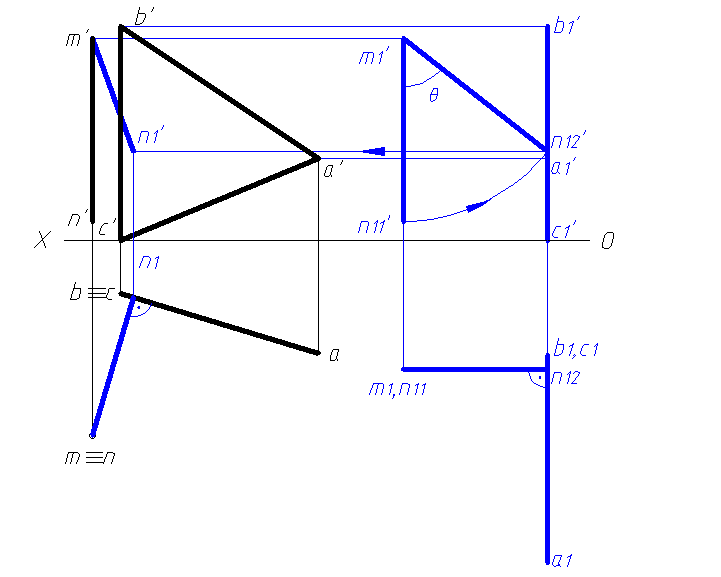 b' b1'
m' m1'
θ
n1' n12'
a' a1'
n' c' n11' c1'
X O
n1
b≡c
a b1,c1
m1,n11 n12
m≡n
a1